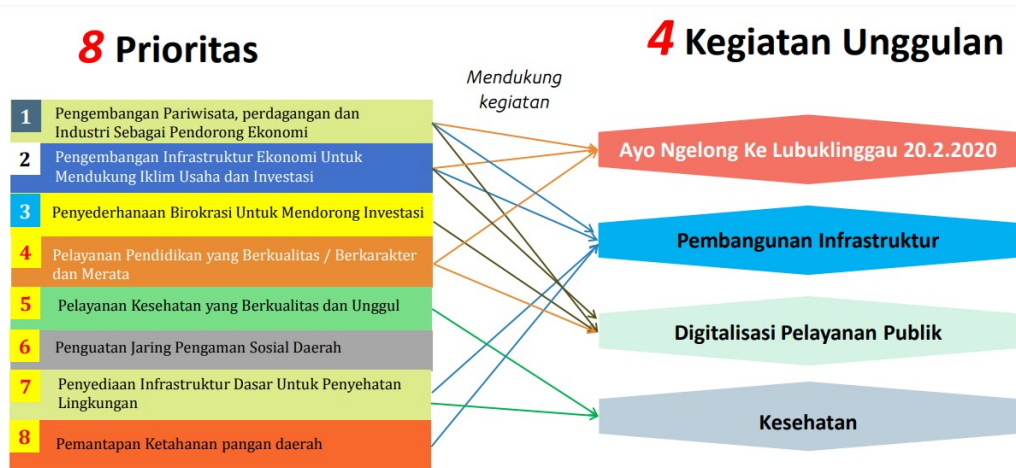 8 Prioritas
4 Kegiatan Unggulan
Mendukung
kegiatan
1 Pengembangan Pariwisata, perdagangan dan
Industri Sebagai Pendorong Ekonomi
2 Pengembangan Infrastruktur Ekonomi Untuk
Mendukung Iklim Usaha dan Investasi
3 Penyederhanaan Birokrasi Untuk Mendorong Investasi
4 Pelayanan Pendidikan yang Berkualitas / Berkarakter
dan Merata
5 Pelayanan Kesehatan yang Berkualitas dan Unggul
6 Penguatan Jaring Pengaman Sosial Daerah
7 Penyediaan Infrastruktur Dasar Untuk Penyehatan
Lingkungan
8 Pemantapan Ketahanan pangan daerah
Ayo Ngelong Ke Lubuklinggau 20.2.2020
Pembangunan Infrastruktur
Digitalisasi Pelayanan Publik
Kesehatan